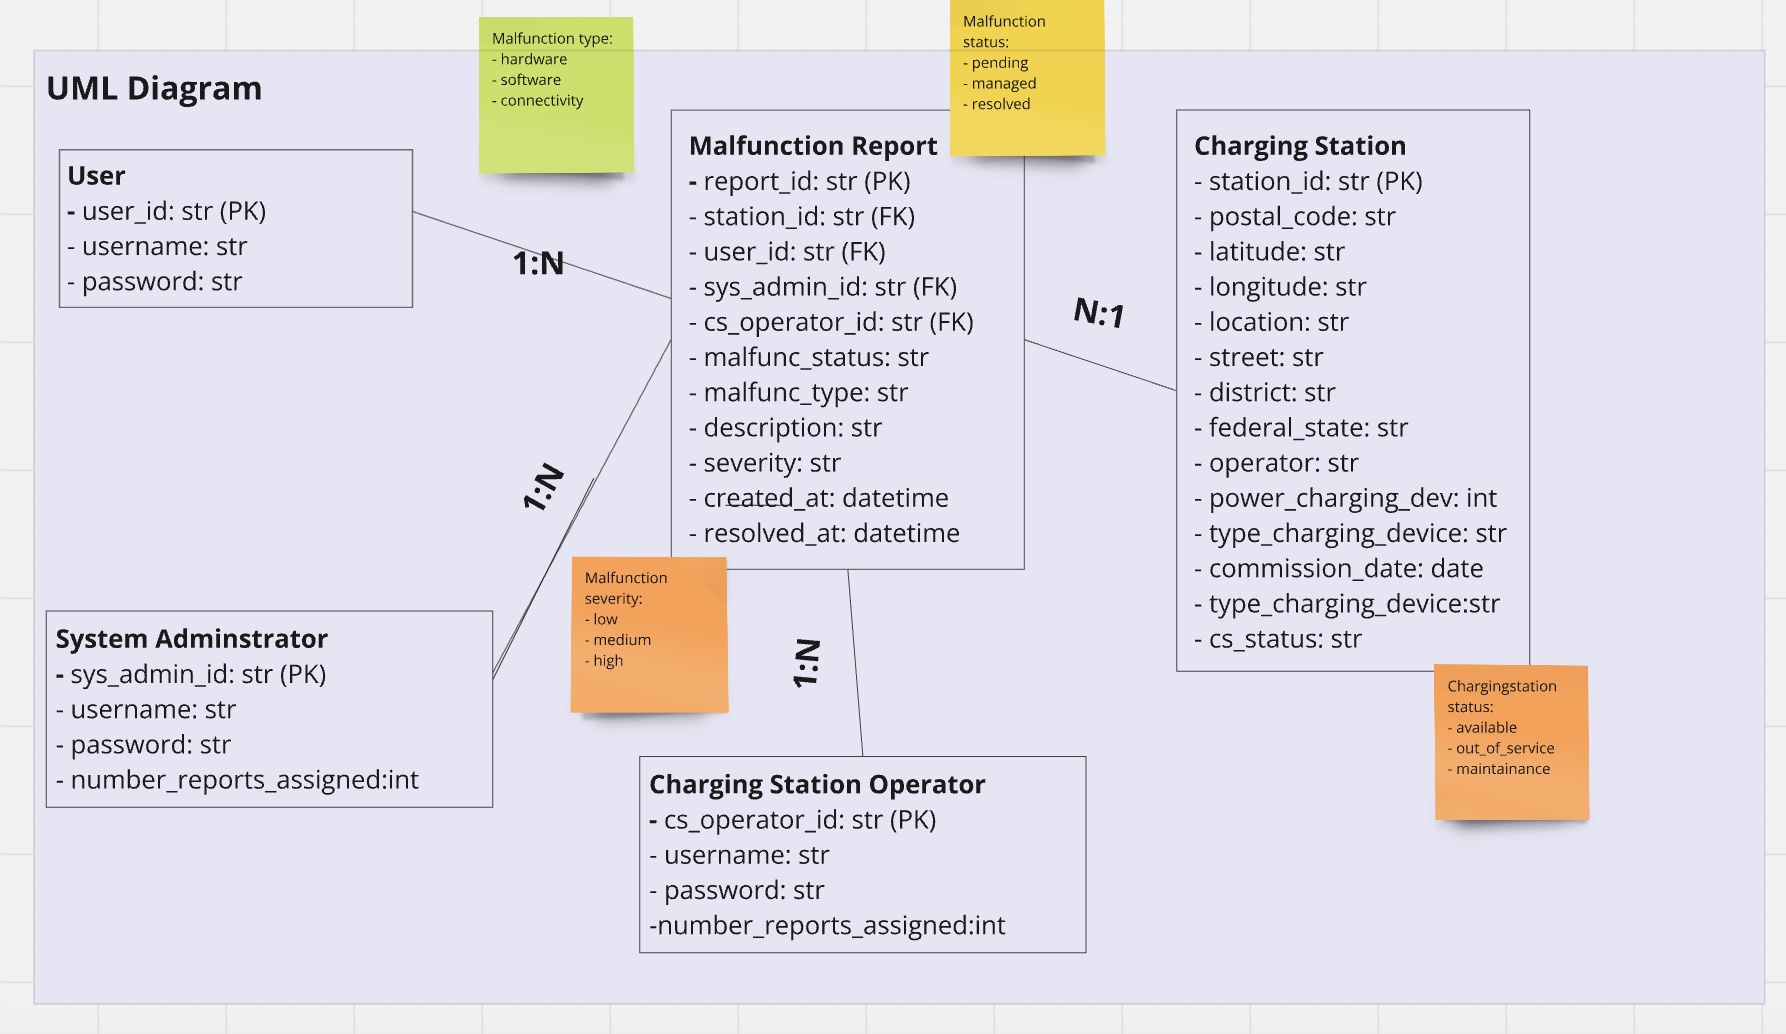 Malfunction type:
- hardware
- software
- connectivity
Malfunction
status:
- pending
- managed
- resolved
UML Diagram
User
- user_id: str (PK)
- username: str
- password: str
1:N
Malfunction Report
- report_id: str (PK)
- station_id: str (FK)
- user_id: str (FK)
- sys_admin_id: str (FK)
- cs_operator_id: str (FK)
- malfunc_status: str
- malfunc_type: str
- description: str
- severity: str
- created_at: datetime
- resolved_at: datetime
N:1
Charging Station
- station_id: str (PK)
- postal_code: str
- latitude: str
- longitude: str
- location: str
- street: str
- district: str
- federal_state: str
- operator: str
- power_charging_dev: int
- type_charging_device: str
- commission_date: date
- type_charging_device:str
- cs_status: str
1:N
Malfunction
severity:
- low
- medium
- high
1:N
System Adminstrator
- sys_admin_id: str (PK)
- username: str
- password: str
- number_reports_assigned:int
Chargingstation
status:
- available
- out_of_service
- maintainance
Charging Station Operator
- cs_operator_id: str (PK)
- username: str
- password: str
-number_reports_assigned:int